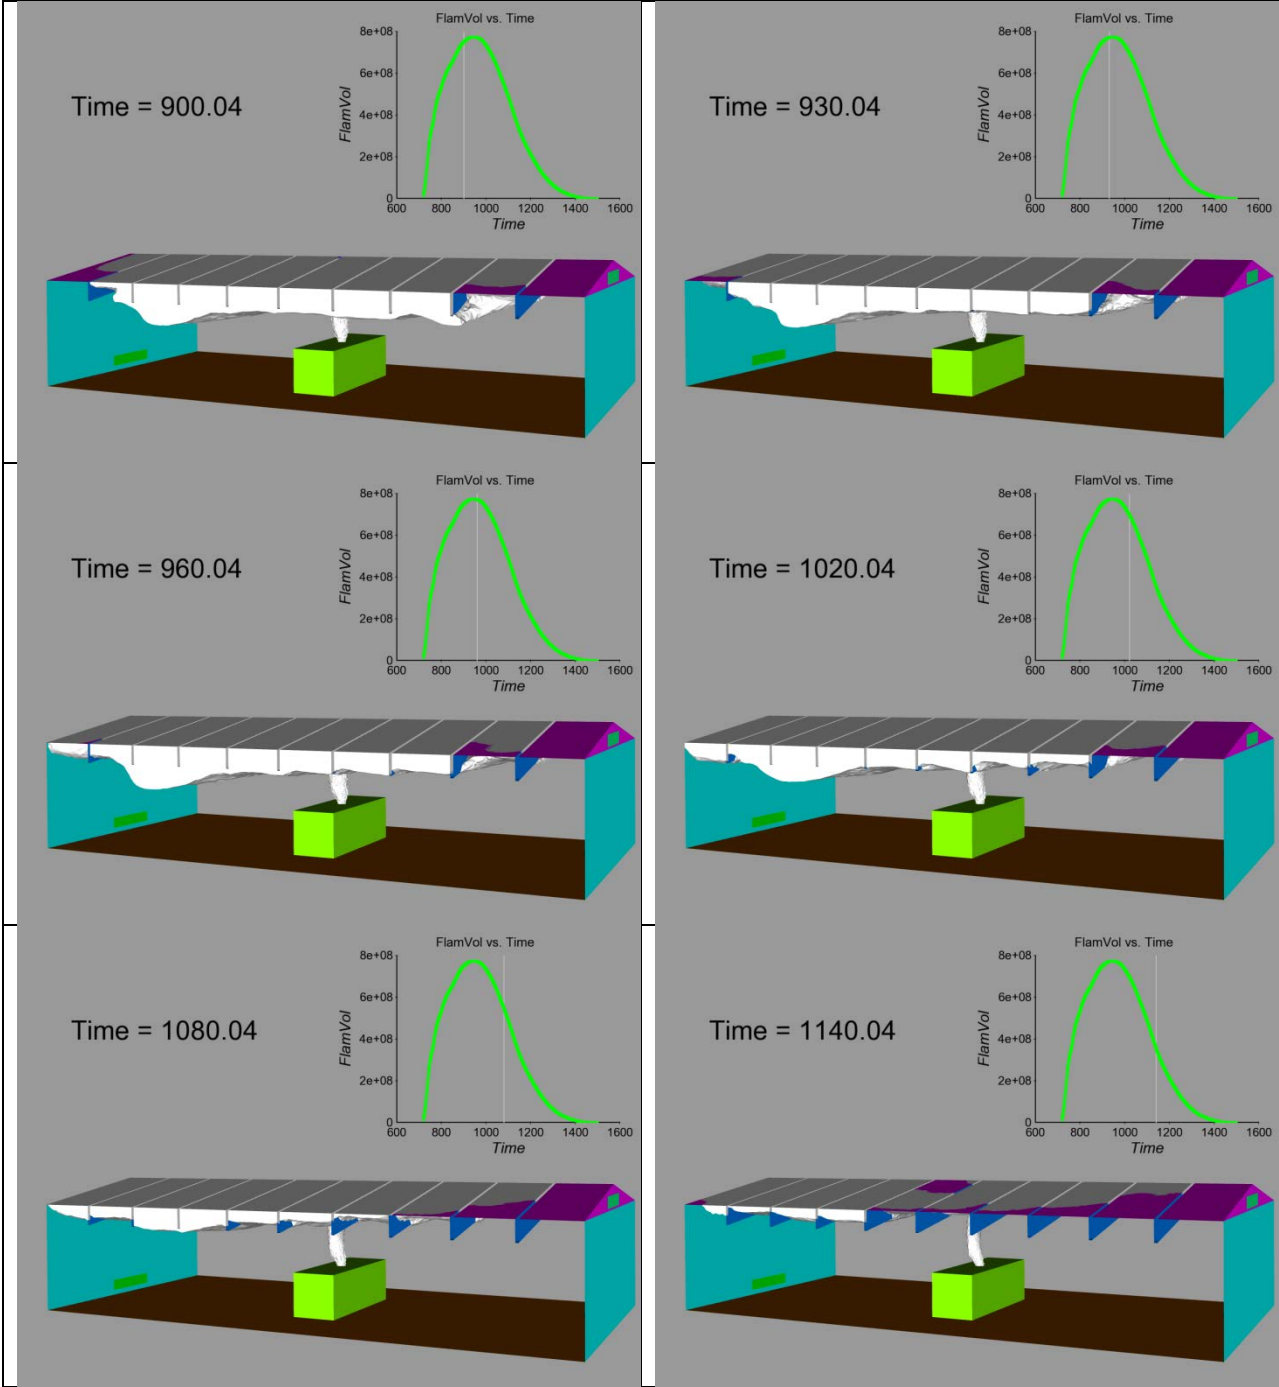 FlamVol vs. Time
8e+08
6e+08
4e+08
2e+08
0
FlamVol
600 800 1000 1200 1400 1600
Time
Time = 900.04
FlamVol vs. Time
8e+08
6e+08
4e+08
2e+08
0
FlamVol
600 800 1000 1200 1400 1600
Time
Time = 930.04
FlamVol vs. Time
8e+08
6e+08
4e+08
2e+08
0
FlamVol
600 800 1000 1200 1400 1600
Time
Time = 960.04
FlamVol vs. Time
8e+08
6e+08
4e+08
2e+08
0
FlamVol
600 800 1000 1200 1400 1600
Time
Time = 1020.04
FlamVol vs. Time
8e+08
6e+08
4e+08
2e+08
0
FlamVol
600 800 1000 1200 1400 1600
Time
Time = 1080.04
FlamVol vs. Time
8e+08
6e+08
4e+08
2e+08
0
FlamVol
600 800 1000 1200 1400 1600
Time
Time = 1140.04